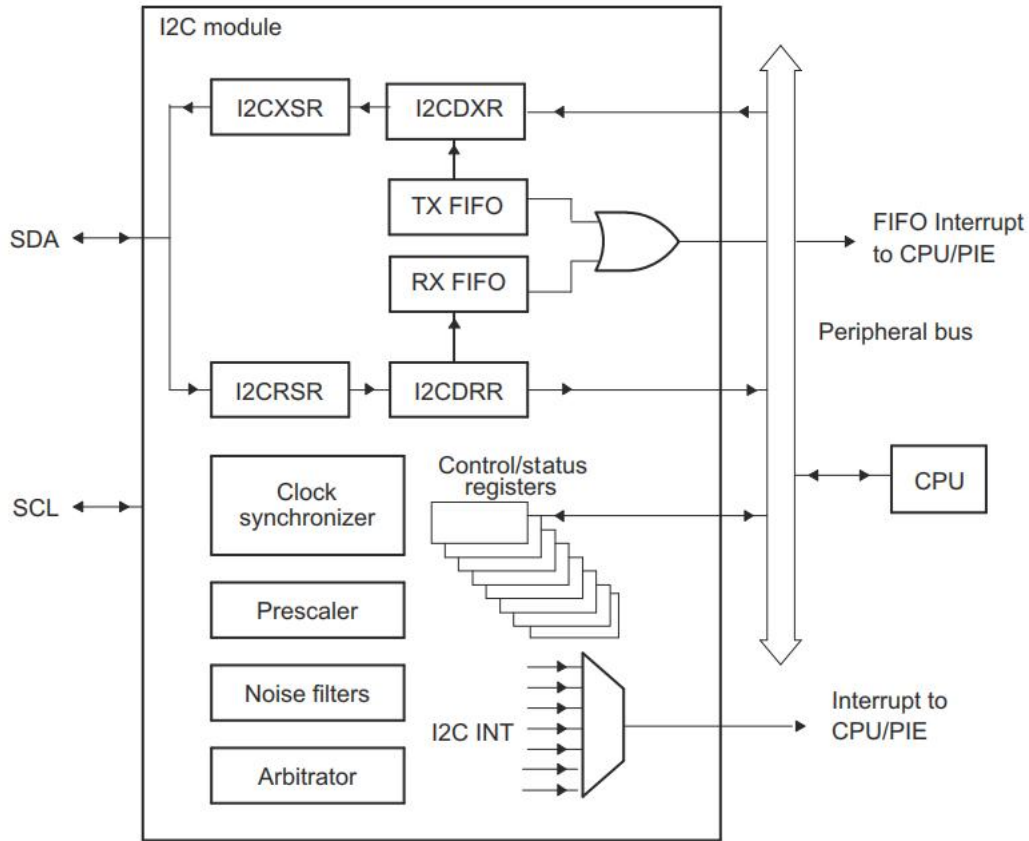 I2C module
I2CXSR
I2CDXR
TX FIFO
SDA
FIFO Interrupt
to CPU/PIE
RX FIFO
Peripheral bus
I2CRSR
I2CDRR
Control/status
registers
Clock
synchronizer
SCL
CPU
Prescaler
Noise filters
I2C INT
Interrupt to
CPU/PIE
Arbitrator